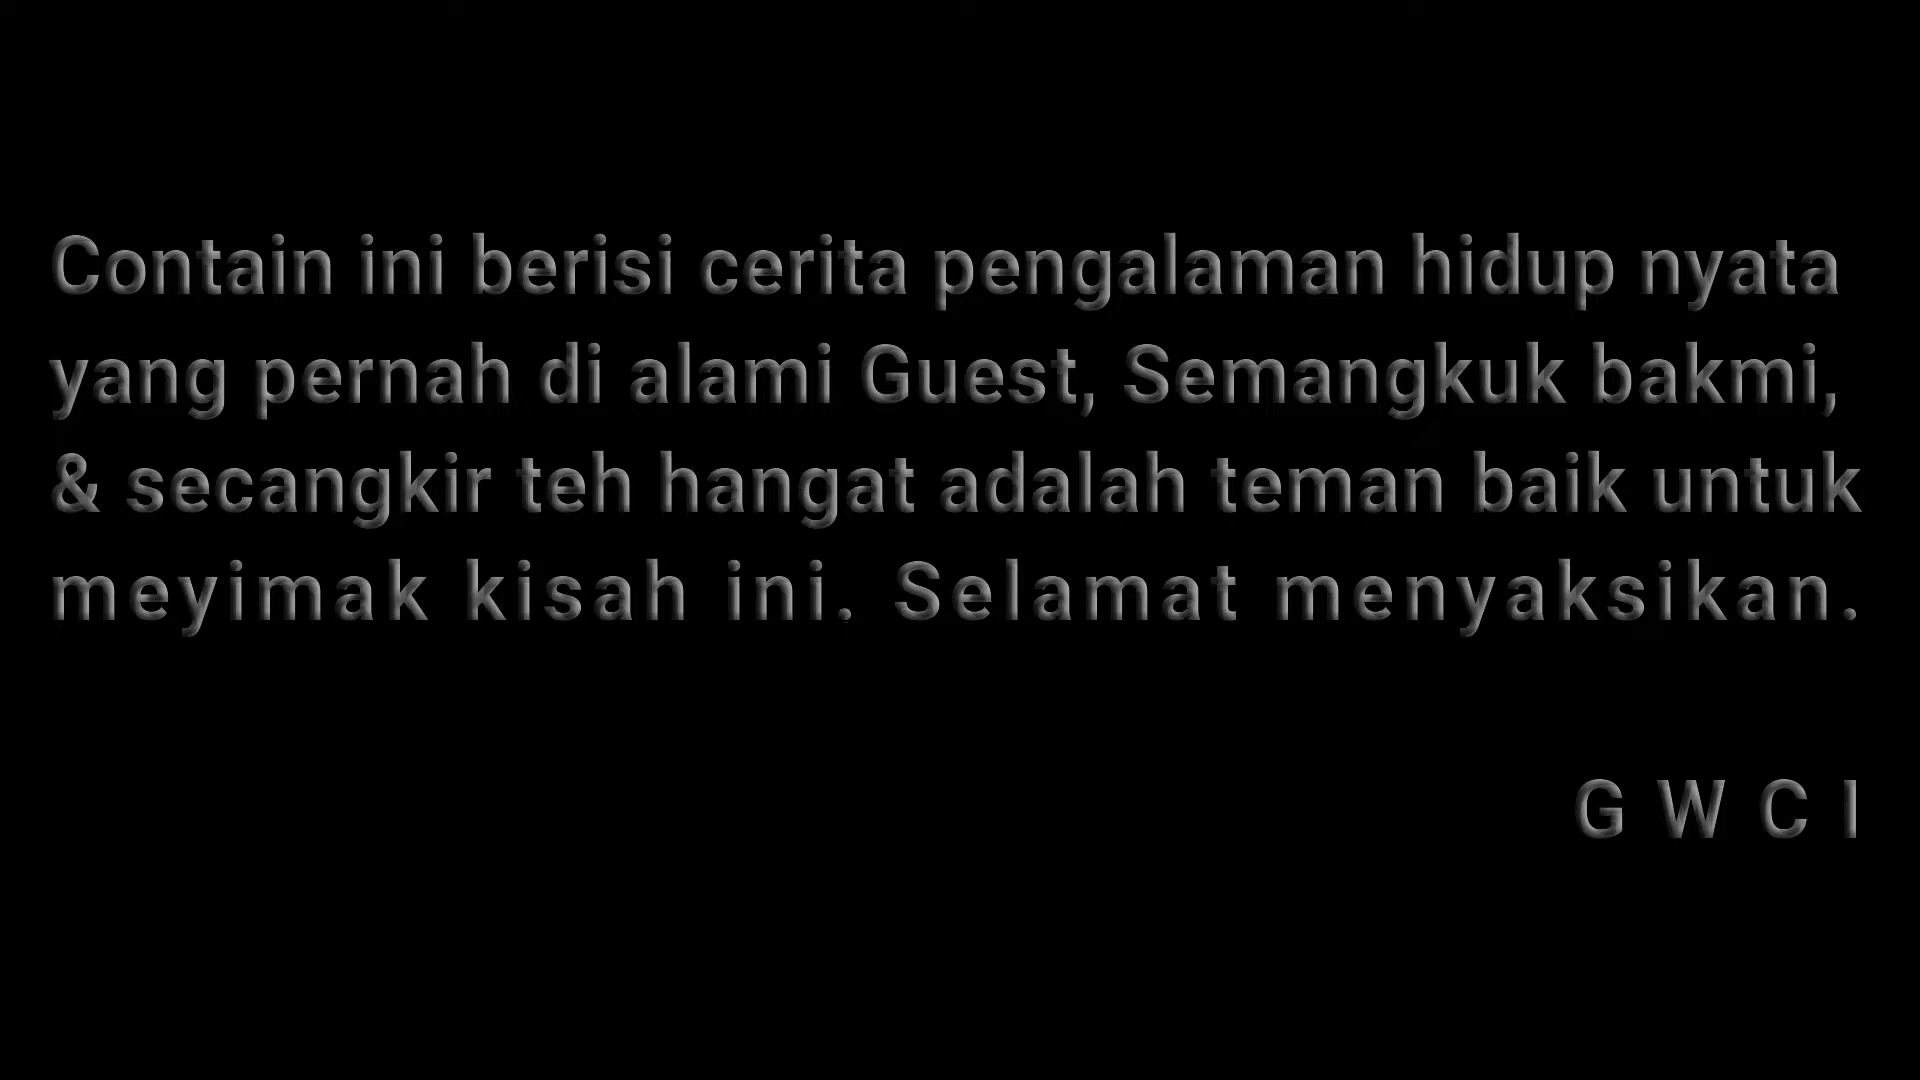 Contain ini berisi cerita pengalaman hidup nyata
yang pernah di alami Guest, Semangkuk bakmi,
& secangkir teh hangat adalah teman baik untuk
meyimak kisah ini. Selamat menyaksikan.
G W C I